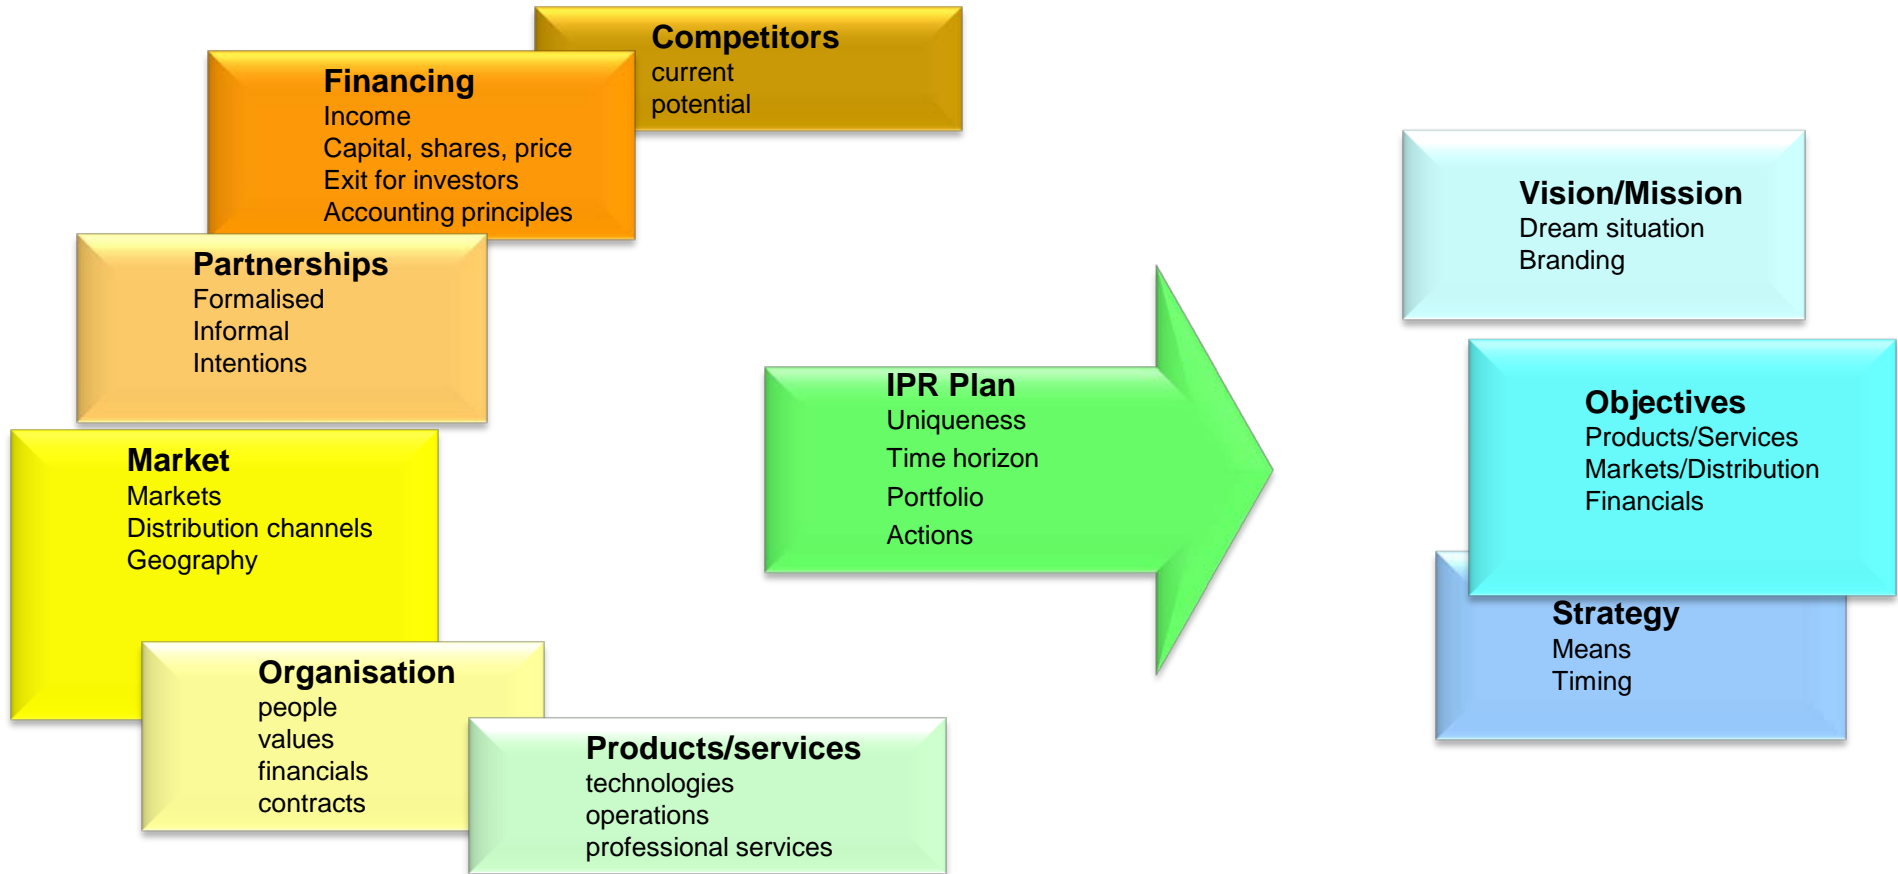 Competitors
current
potential
Financing
Income
Capital, shares, price
Exit for investors
Accounting principles
Partnerships
Formalised
Informal
Intentions
Market
Markets
Distribution channels
Geography
Organisation
people
values
financials
contracts
Products/services
technologies
operations
professional services
IPR Plan
Uniqueness
Time horizon
Portfolio
Actions
Vision/Mission
Dream situation
Branding
Objectives
Products/Services
Markets/Distribution
Financials
Strategy
Means
Timing